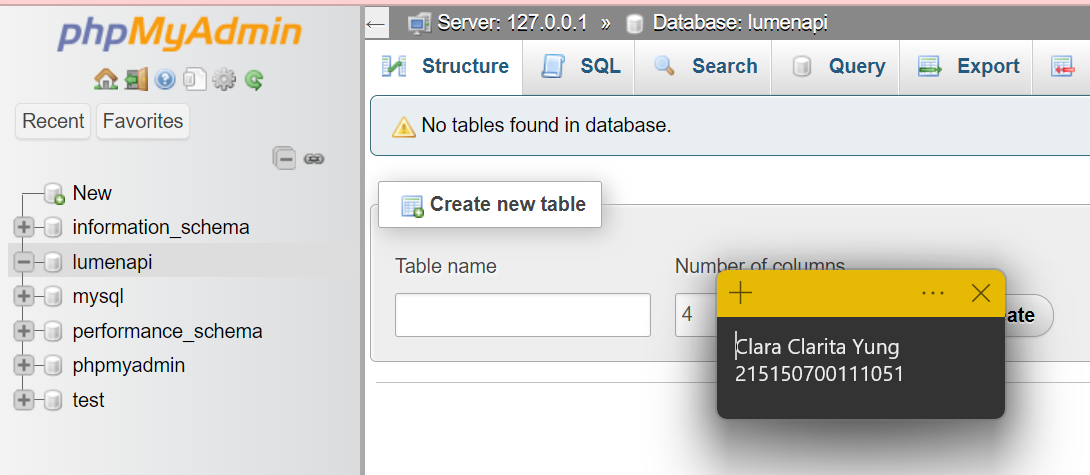 phpMyAdmin
Recent Favorites
New
information_schema
lumenapi
mysql
performance_schema
phpmyadmin
test
Server: 127.0.0.1 » Database: lumenapi
Structure SQL Search Query Export
No tables found in database.
Create new table
Table name Number of columns
4
Clara Clarita Yung
215150700111051